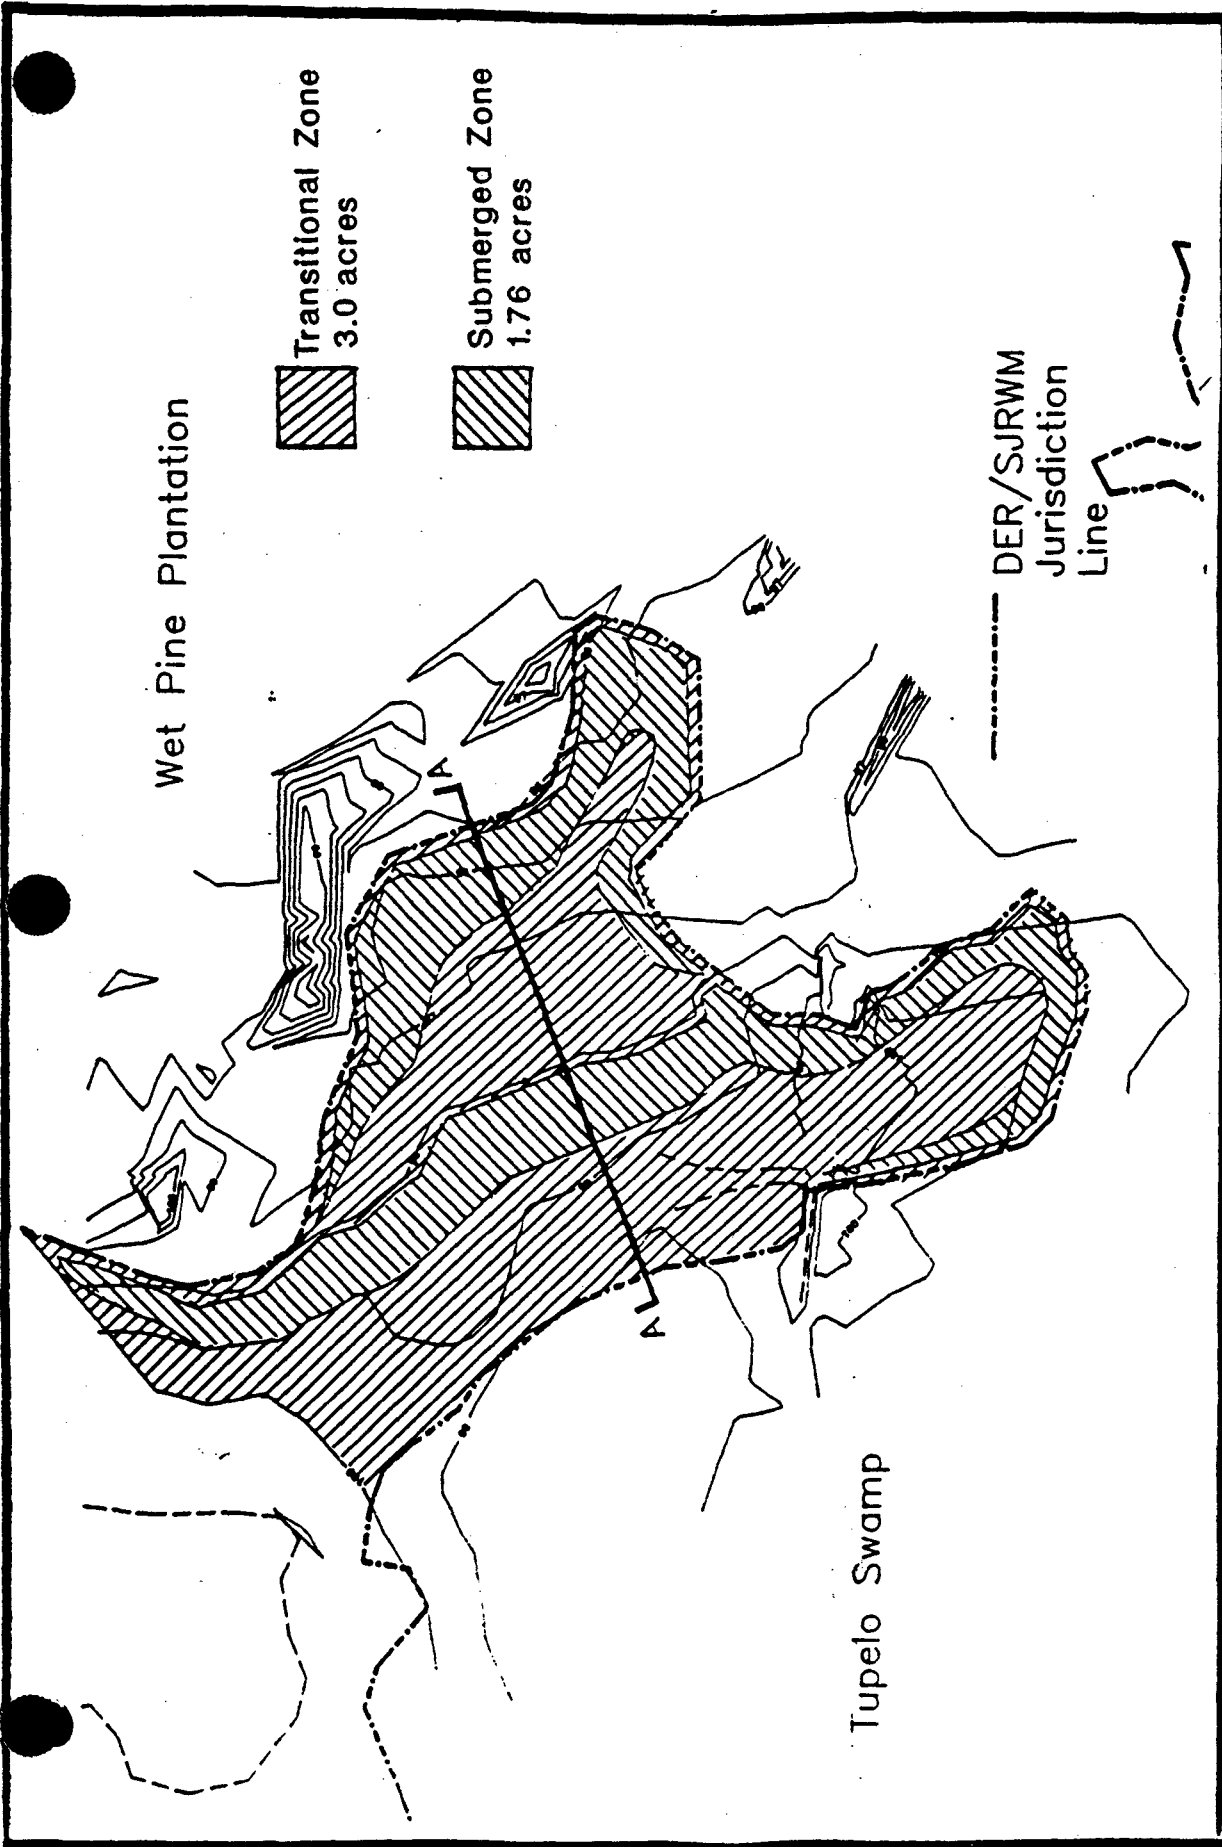 Wet Pine Plantation
Transitional Zone
3.0 acres
Submerged Zone
1.76 acres
A
A
DER/SJRWM
Jurisdiction
Line
Tupelo Swamp
100